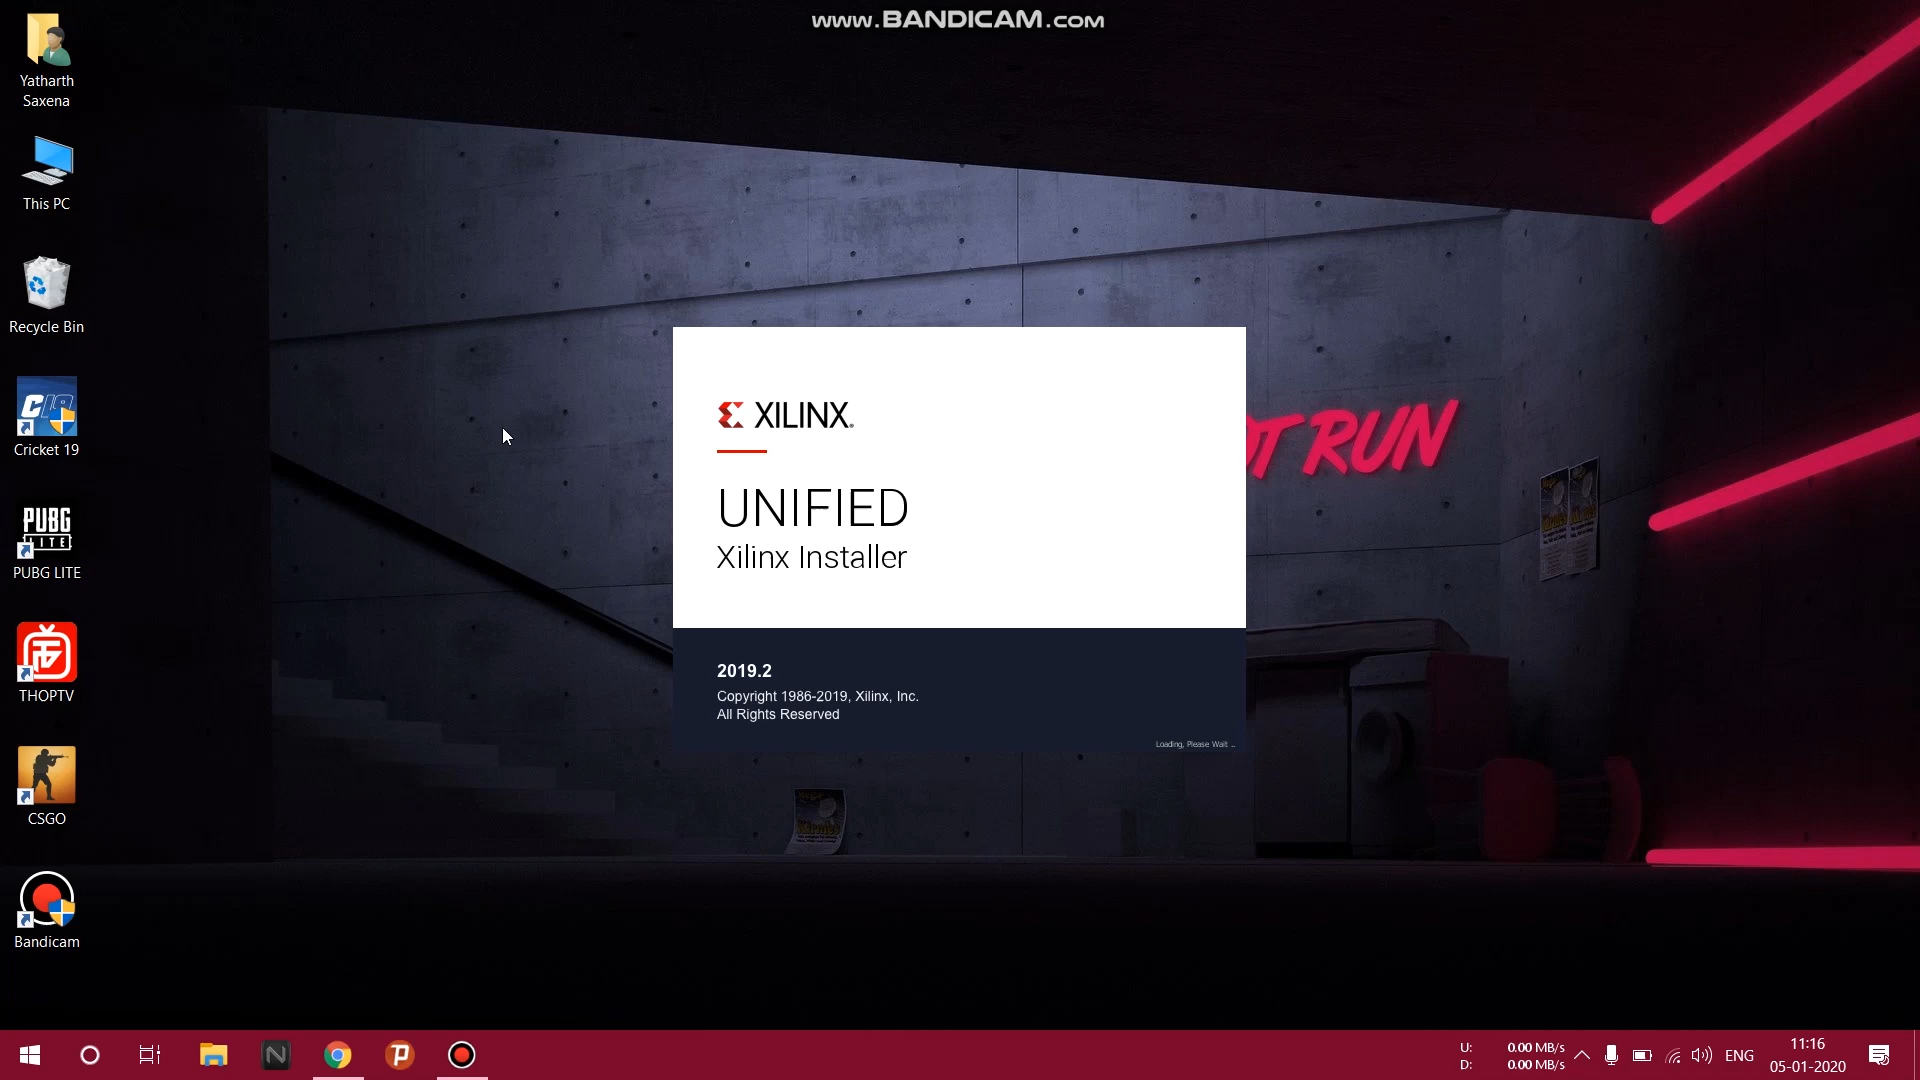 www.BANDICAM.com
Yatharth
Saxena
This PC
Recycle Bin
C19
Cricket 19
PUBG
LITE
PUBG LITE
THOPTV
CSGO
Bandicam
XILINX.
UNIFIED
Xilinx Installer
2019.2
Copyright 1986-2019, Xilinx, Inc.
All Rights Reserved
Loading, Please Wait ..
OT RUN
U: 0.00 MB/s
D: 0.00 MB/s
ENG
11:16
05-01-2020